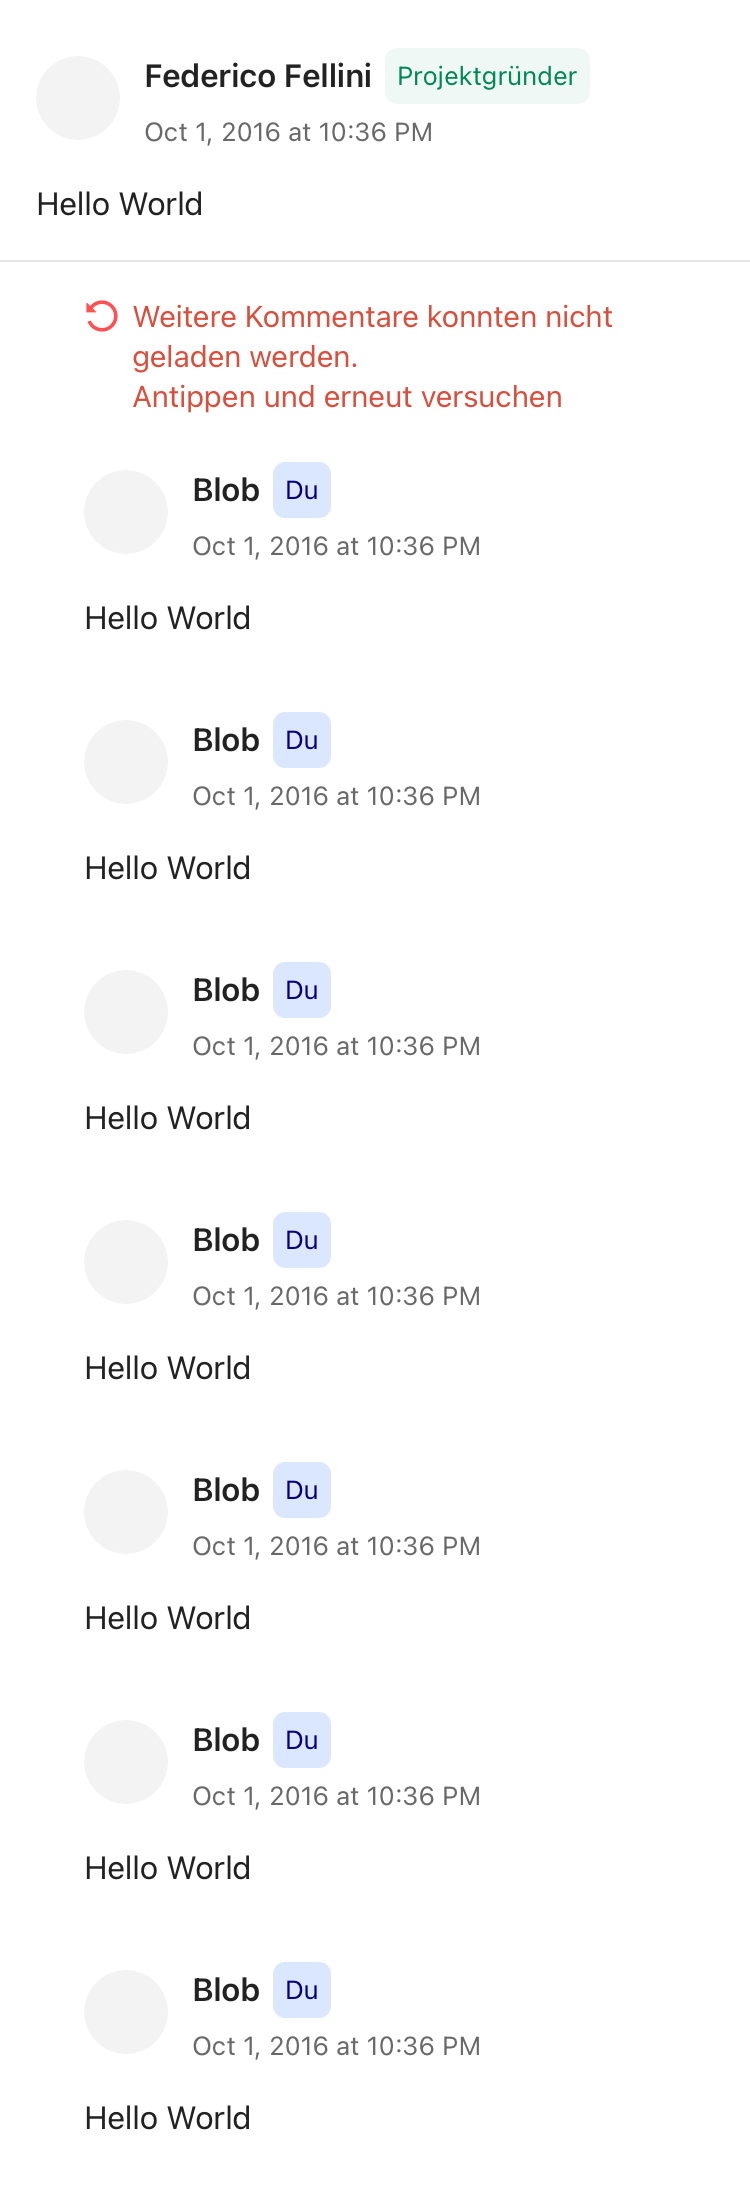 Federico Fellini Projektgründer
Oct 1, 2016 at 10:36 PM
Hello World
Weitere Kommentare konnten nicht
geladen werden.
Antippen und erneut versuchen
Blob Du
Oct 1, 2016 at 10:36 PM
Hello World
Blob Du
Oct 1, 2016 at 10:36 PM
Hello World
Blob Du
Oct 1, 2016 at 10:36 PM
Hello World
Blob Du
Oct 1, 2016 at 10:36 PM
Hello World
Blob Du
Oct 1, 2016 at 10:36 PM
Hello World
Blob Du
Oct 1, 2016 at 10:36 PM
Hello World
Blob Du
Oct 1, 2016 at 10:36 PM
Hello World